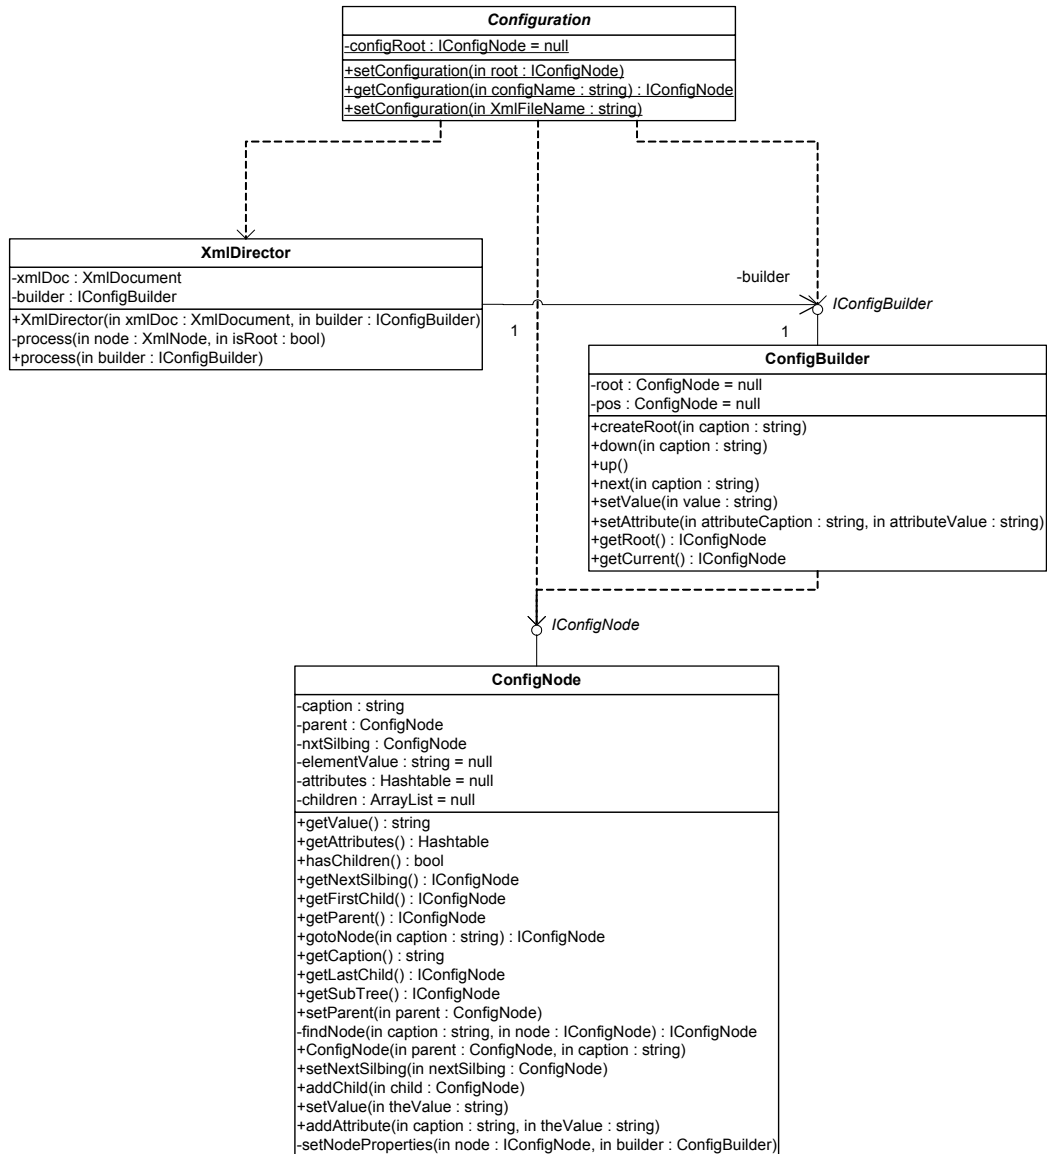 Configuration
-configRoot : IConfigNode = null
+setConfiguration(in root : IConfigNode)
+getConfiguration(in configName : string) : IConfigNode
+setConfiguration(in XmlFileName : string)
XmlDirector
-xmlDoc : XmlDocument
-builder : IConfigBuilder
+XmlDirector(in xmlDoc : XmlDocument, in builder : IConfigBuilder)
-process(in node : XmlNode, in isRoot : bool)
+process(in builder : IConfigBuilder)
-builder
1
1
IConfigBuilder
ConfigBuilder
-root : ConfigNode = null
-pos : ConfigNode = null
+createRoot(in caption : string)
+down(in caption : string)
+up()
+next(in caption : string)
+setValue(in value : string)
+setAttribute(in attributeCaption : string, in attributeValue : string)
+getRoot() : IConfigNode
+getCurrent() : IConfigNode
IConfigNode
ConfigNode
-caption : string
-parent : ConfigNode
-nxtSilbing : ConfigNode
-elementValue : string = null
-attributes : Hashtable = null
-children : ArrayList = null
+getValue() : string
+getAttributes() : Hashtable
+hasChildren() : bool
+getNextSilbing() : IConfigNode
+getFirstChild() : IConfigNode
+getParent() : IConfigNode
+gotoNode(in caption : string) : IConfigNode
+getCaption() : string
+getLastChild() : IConfigNode
+getSubTree() : IConfigNode
+setParent(in parent : ConfigNode)
-findNode(in caption : string, in node : IConfigNode) : IConfigNode
+ConfigNode(in parent : ConfigNode, in caption : string)
+setNextSilbing(in nextSilbing : ConfigNode)
+addChild(in child : ConfigNode)
+setValue(in theValue : string)
+addAttribute(in caption : string, in theValue : string)
-setNodeProperties(in node : IConfigNode, in builder : ConfigBuilder)